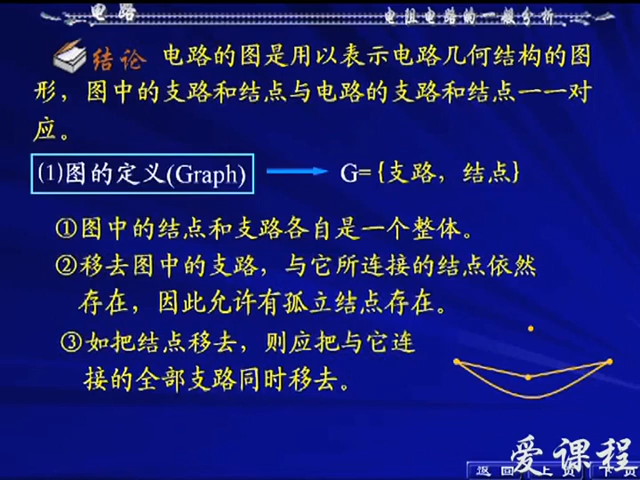 电路
电阻电路的一般分析
结论 电路的图是用以表示电路几何结构的图
形，图中的支路和结点与电路的支路和结点一一对
应。
(1)图的定义(Graph) G={支路，结点}
①图中的结点和支路各自是一个整体。
②移去图中的支路，与它所连接的结点依然
存在，因此允许有孤立结点存在。
③如把结点移去，则应把与它连
接的全部支路同时移去。
爱课程
返回 上页 下页